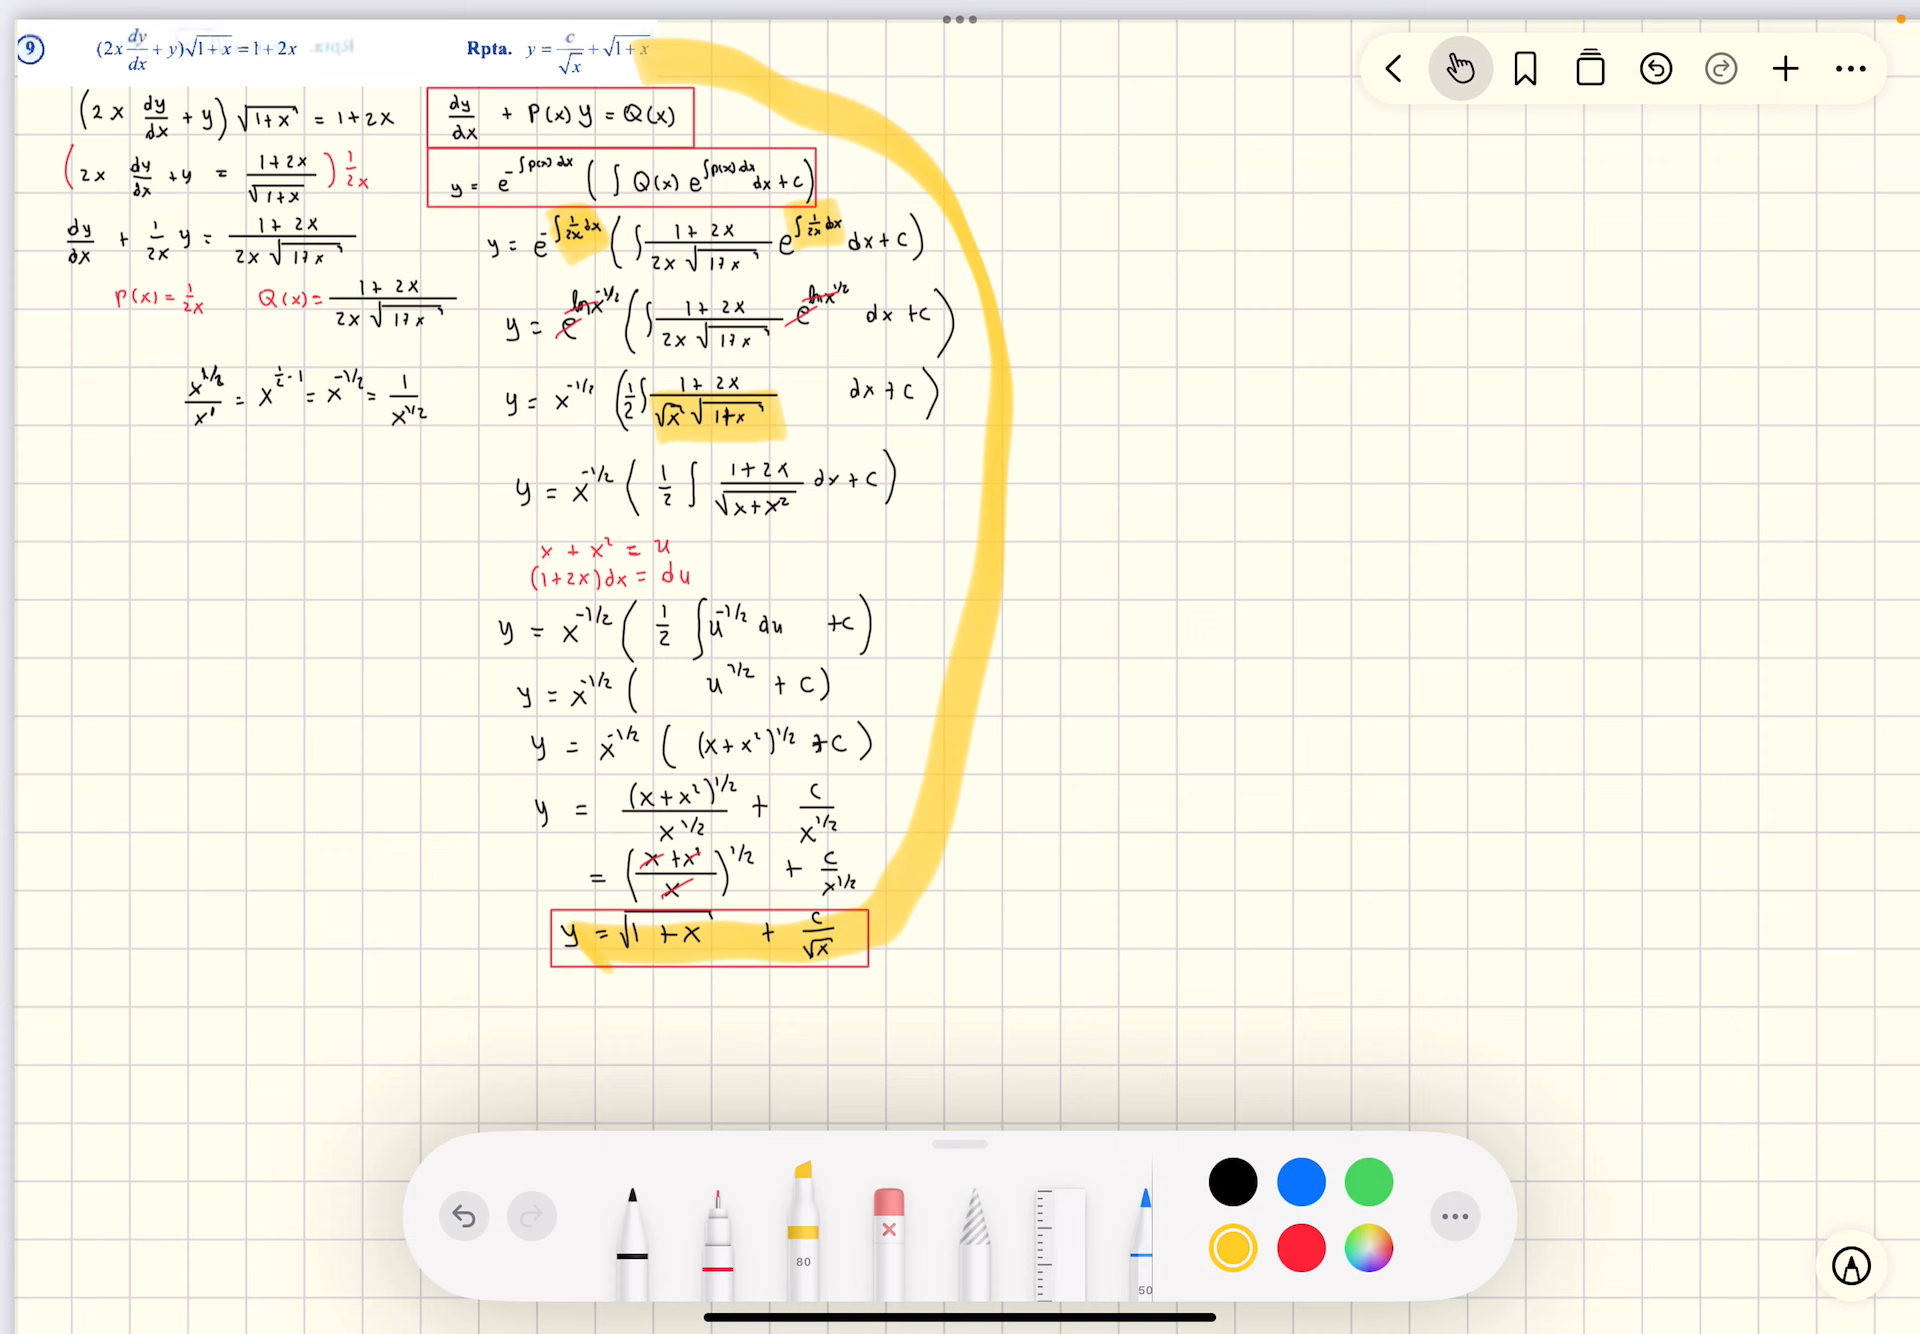 9 (2x dy/dx + y)√1+x = 1+2x Rpta. y = c/√x + √1+x
(2x dy/dx + y) √1+x = 1+2x
(2x dy/dx + y = 1+2x/√1+x) 1/2x
dy/dx + 1/2x y = 1+2x/2x√1+x
P(x) = 1/2x Q(x) = 1+2x/2x√1+x
x^1/2/x^1 = x^1/2-1 = x^-1/2 = 1/x^1/2
dy/dx + P(x) y = Q(x)
y = e^-∫p(x)dx (∫ Q(x) e^∫p(x)dx dx + c)
y = e^-∫1/2x dx (∫ 1+2x/2x√1+x e^∫1/2x dx dx + c)
y = e^ln x^-1/2 (∫ 1+2x/2x√1+x e^ln x^1/2 dx + c)
y = x^-1/2 (1/2 ∫ 1+2x/√x √1+x dx + c)
y = x^-1/2 (1/2 ∫ 1+2x/√x+x² dx + c)
x + x² = u
(1+2x)dx = du
y = x^-1/2 (1/2 ∫u^-1/2 du + c)
y = x^-1/2 (u^1/2 + c)
y = x^-1/2 ((x+x²)^1/2 + c)
y = (x+x²)^1/2/x^1/2 + c/x^1/2
= (x+x²/x)^1/2 + c/x^1/2
y = √1+x + c/√x
80
50